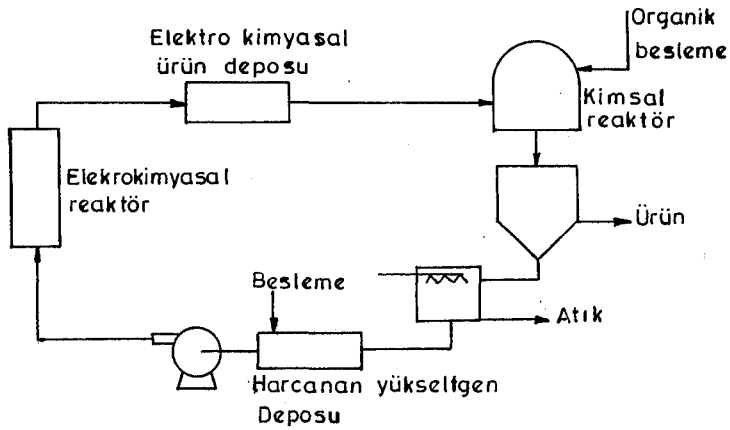 Organik
besleme
Elektro kimyasal
ürün deposu
Kimsal
reaktör
Elekrokimyasal
reaktör
Ürün
Besleme
Atık
Harcanan yükseltgen
Deposu